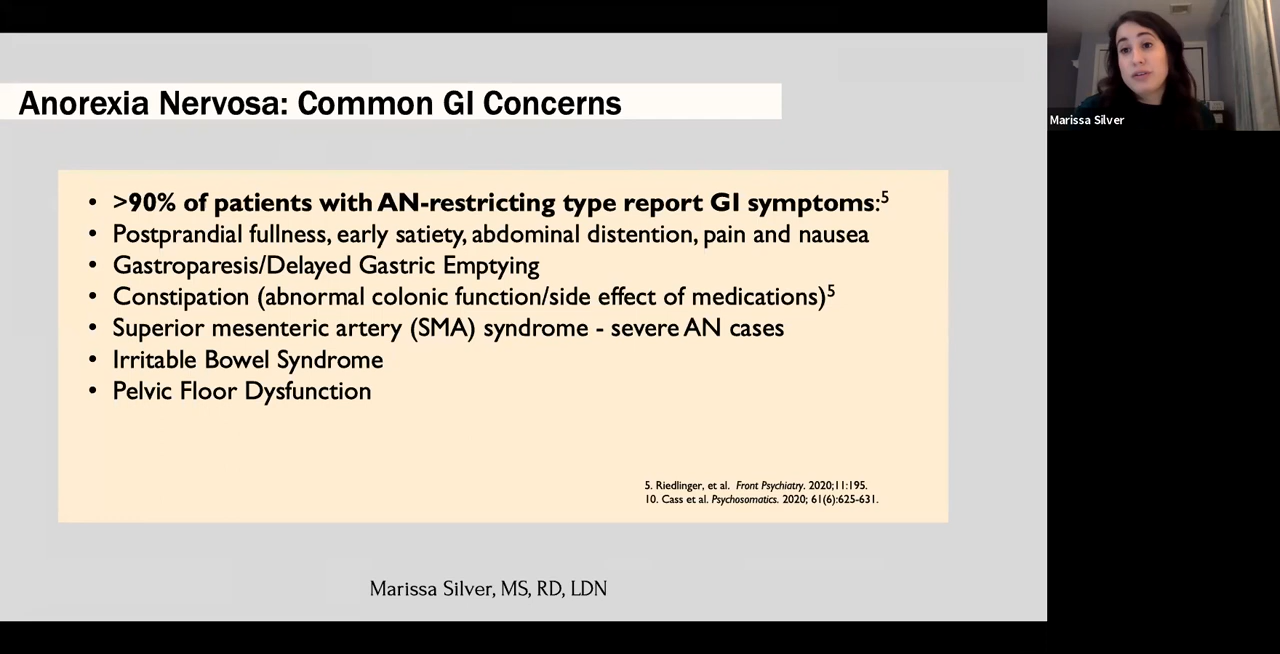 Anorexia Nervosa: Common GI Concerns
• >90% of patients with AN-restricting type report GI symptoms:5
• Postprandial fullness, early satiety, abdominal distention, pain and nausea
• Gastroparesis/Delayed Gastric Emptying
• Constipation (abnormal colonic function/side effect of medications)5
• Superior mesenteric artery (SMA) syndrome - severe AN cases
• Irritable Bowel Syndrome
• Pelvic Floor Dysfunction
5. Riedlinger, et al. Front Psychiatry. 2020;11:195.
10. Cass et al. Psychosomatics. 2020; 61(6):625-631.
Marissa Silver, MS, RD, LDN
Marissa Silver